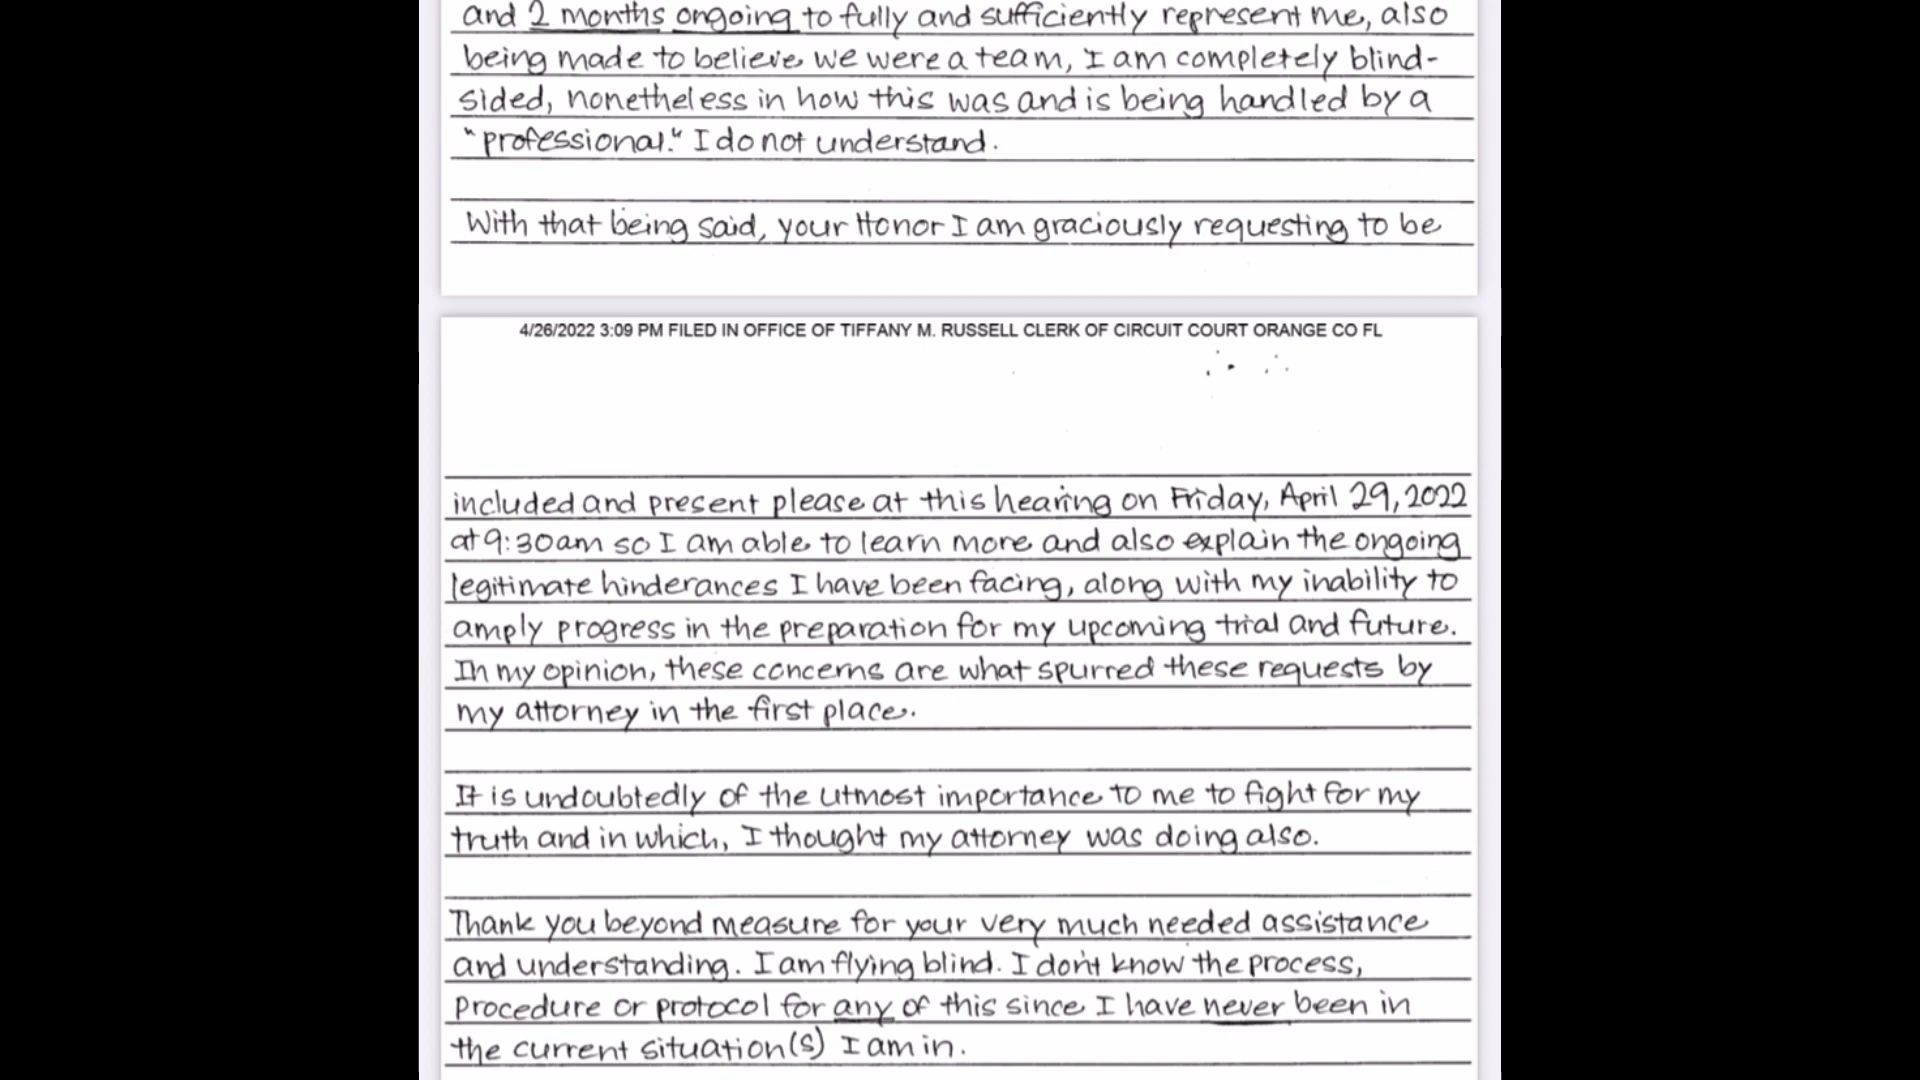 and 2 months ongoing to fully and sufficiently represent me, also
being made to believe we were a team, I am completely blind-
sided, nonetheless in how this was and is being handled by a
"professional." I do not understand.
With that being said, your Honor I am graciously requesting to be
4/26/2022 3:09 PM FILED IN OFFICE OF TIFFANY M. RUSSELL CLERK OF CIRCUIT COURT ORANGE CO FL
included and present please at this hearing on Friday, April 29, 2022
at 9:30am so I am able to learn more and also explain the ongoing
legitimate hinderances I have been facing, along with my inability to
amply progress in the preparation for my upcoming trial and future.
In my opinion, these concerns are what spurred these requests by
my attorney in the first place.
It is undoubtedly of the utmost importance to me to fight for my
truth and in which, I thought my attorney was doing also.
Thank you beyond measure for your very much needed assistance
and understanding. I am flying blind. I don't know the process,
procedure or protocol for any of this since I have never been in
the current situation(s) I am in.